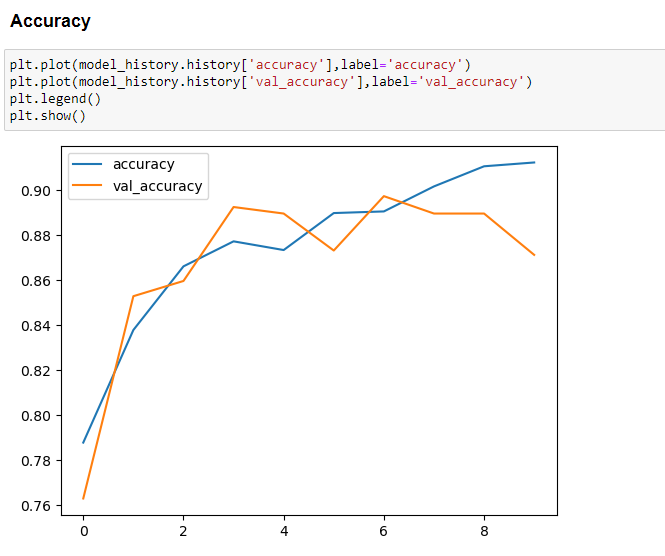 Accuracy
plt.plot(model_history.history['accuracy'],label='accuracy')
plt.plot(model_history.history['val_accuracy'],label='val_accuracy')
plt.legend()
plt.show()
accuracy
val_accuracy
0.90
0.88
0.86
0.84
0.82
0.80
0.78
0.76
0 2 4 6 8